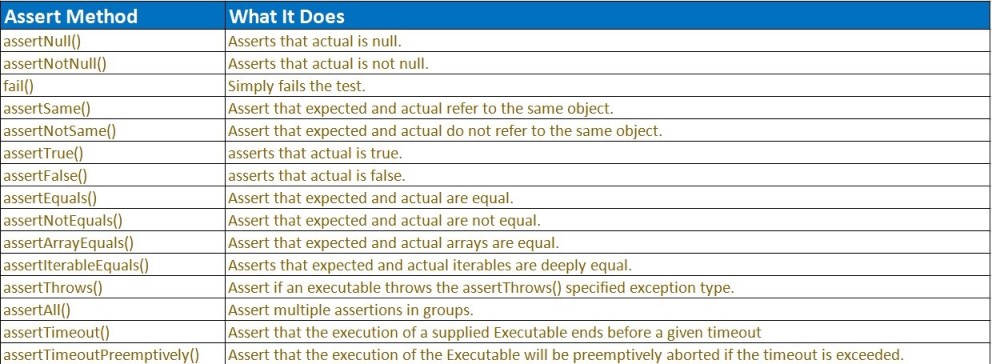 Assert Method What It Does
assertNull() Asserts that actual is null.
assertNotNull() Asserts that actual is not null.
fail() Simply fails the test.
assertSame() Assert that expected and actual refer to the same object.
assertNotSame() Assert that expected and actual do not refer to the same object.
assertTrue() asserts that actual is true.
assertFalse() asserts that actual is false.
assertEquals() Assert that expected and actual are equal.
assertNotEquals() Assert that expected and actual are not equal.
assertArrayEquals() Assert that expected and actual arrays are equal.
assertIterableEquals() Asserts that expected and actual iterables are deeply equal.
assertThrows() Assert if an executable throws the assertThrows() specified exception type.
assertAll() Assert multiple assertions in groups.
assertTimeout() Assert that the execution of a supplied Executable ends before a given timeout
assertTimeoutPreemptively() Assert that the execution of the Executable will be preemptively aborted if the timeout is exceeded.